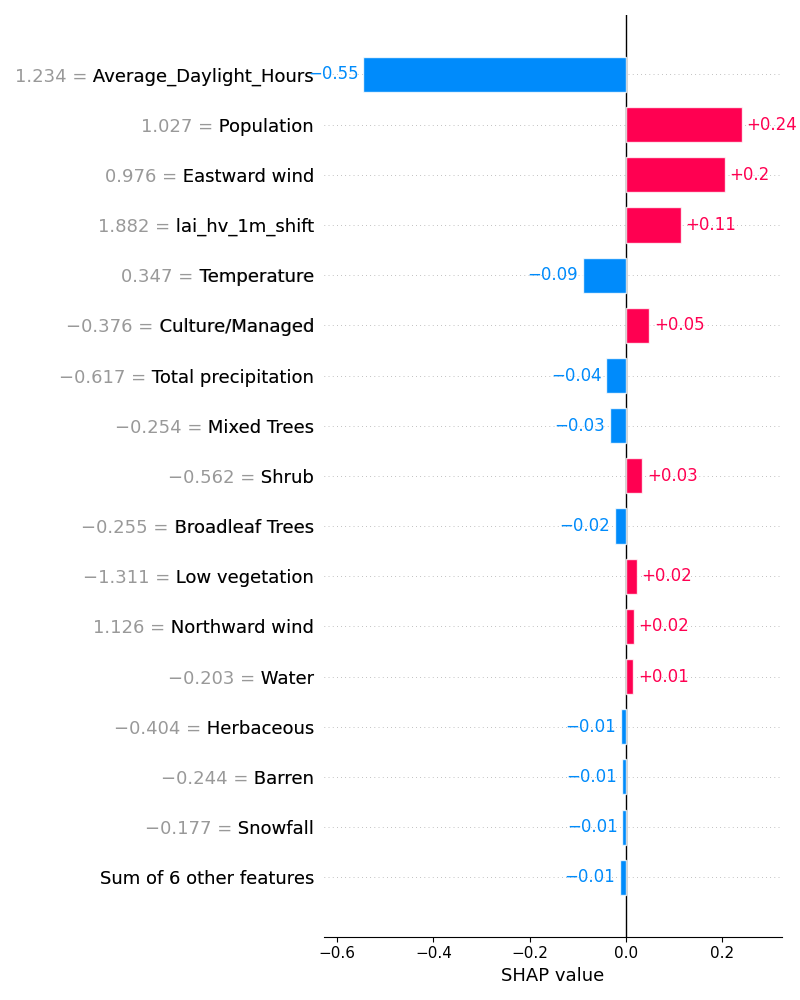 1.234 = Average_Daylight_Hours −0.55
1.027 = Population +0.24
0.976 = Eastward wind +0.2
1.882 = lai_hv_1m_shift +0.11
0.347 = Temperature −0.09
−0.376 = Culture/Managed +0.05
−0.617 = Total precipitation −0.04
−0.254 = Mixed Trees −0.03
−0.562 = Shrub +0.03
−0.255 = Broadleaf Trees −0.02
−1.311 = Low vegetation +0.02
1.126 = Northward wind +0.02
−0.203 = Water +0.01
−0.404 = Herbaceous −0.01
−0.244 = Barren −0.01
−0.177 = Snowfall −0.01
Sum of 6 other features −0.01
−0.6 −0.4 −0.2 0.0 0.2
SHAP value